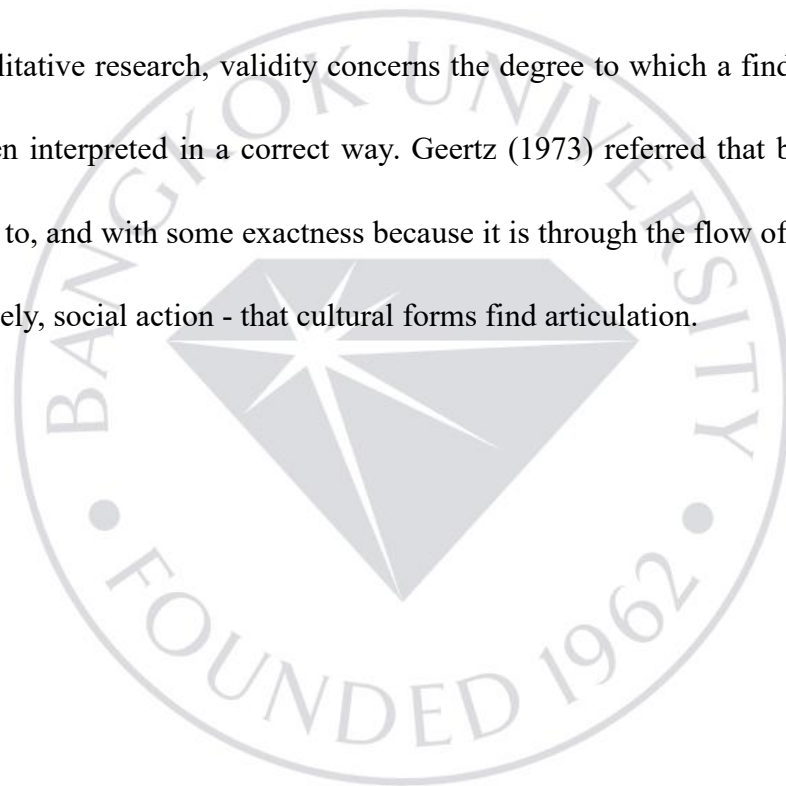 litative research, validity concerns the degree to which a find
en interpreted in a correct way. Geertz (1973) referred that b
to, and with some exactness because it is through the flow of
ely, social action - that cultural forms find articulation.
BANGKOK UNIVERSITY
• FOUNDED 1962 •